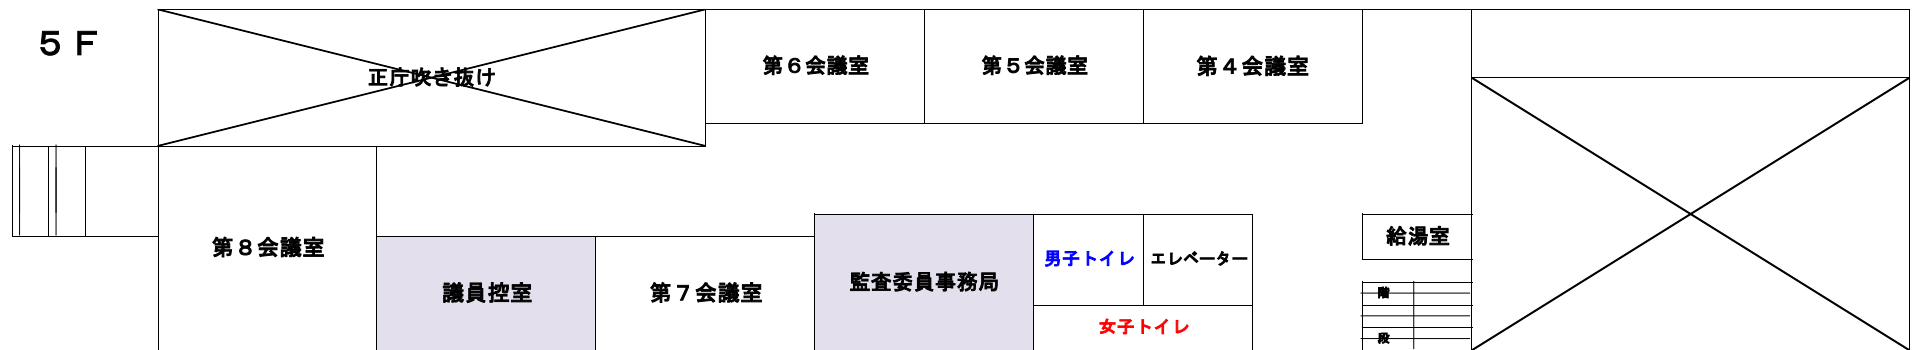 ５Ｆ
正庁吹き抜け
第６会議室
第５会議室
第４会議室
第８会議室
議員控室
第７会議室
監査委員事務局
男子トイレ
エレベーター
女子トイレ
給湯室
階
段